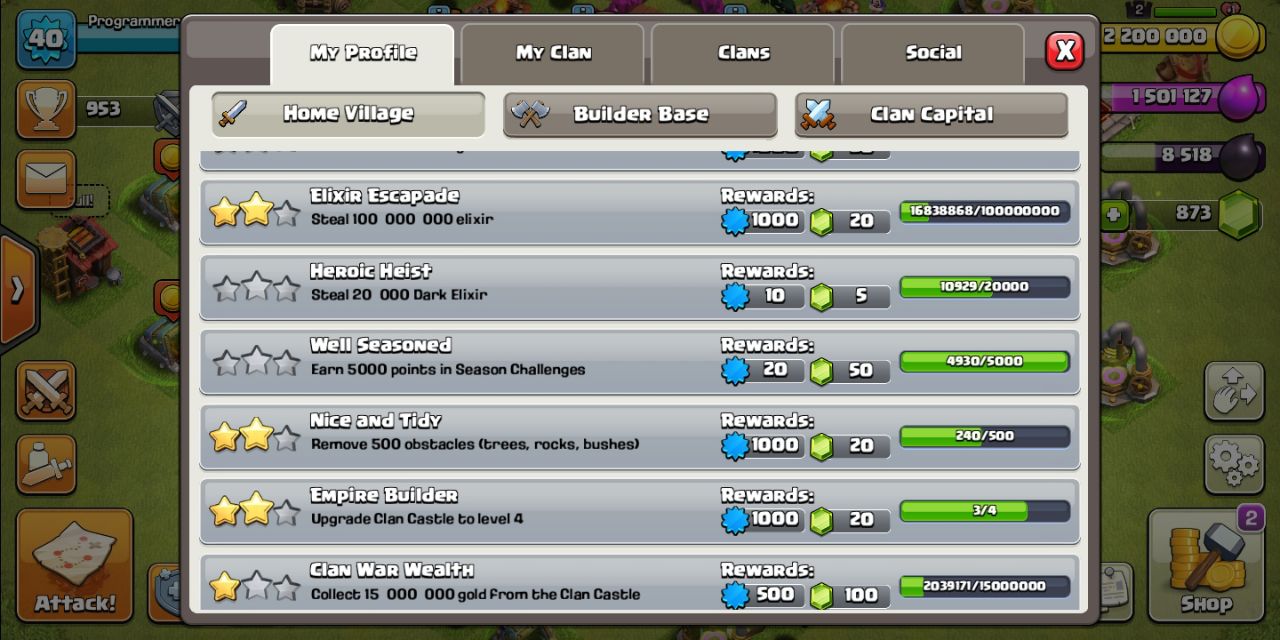 40
Programmer
953
My Profile
My Clan
Clans
Social
X
Home Village
Builder Base
Clan Capital
2
2 200 000
1 501 127
8 518
873
Elixir Escapade
Steal 100 000 000 elixir
Rewards:
1000
20
16838868/100000000
Heroic Heist
Steal 20 000 Dark Elixir
Rewards:
10
5
10929/20000
Well Seasoned
Earn 5000 points in Season Challenges
Rewards:
20
50
4930/5000
Nice and Tidy
Remove 500 obstacles (trees, rocks, bushes)
Rewards:
1000
20
240/500
Empire Builder
Upgrade Clan Castle to level 4
Rewards:
1000
20
3/4
Clan War Wealth
Collect 15 000 000 gold from the Clan Castle
Rewards:
500
100
2039171/15000000
Attack!
2
Shop